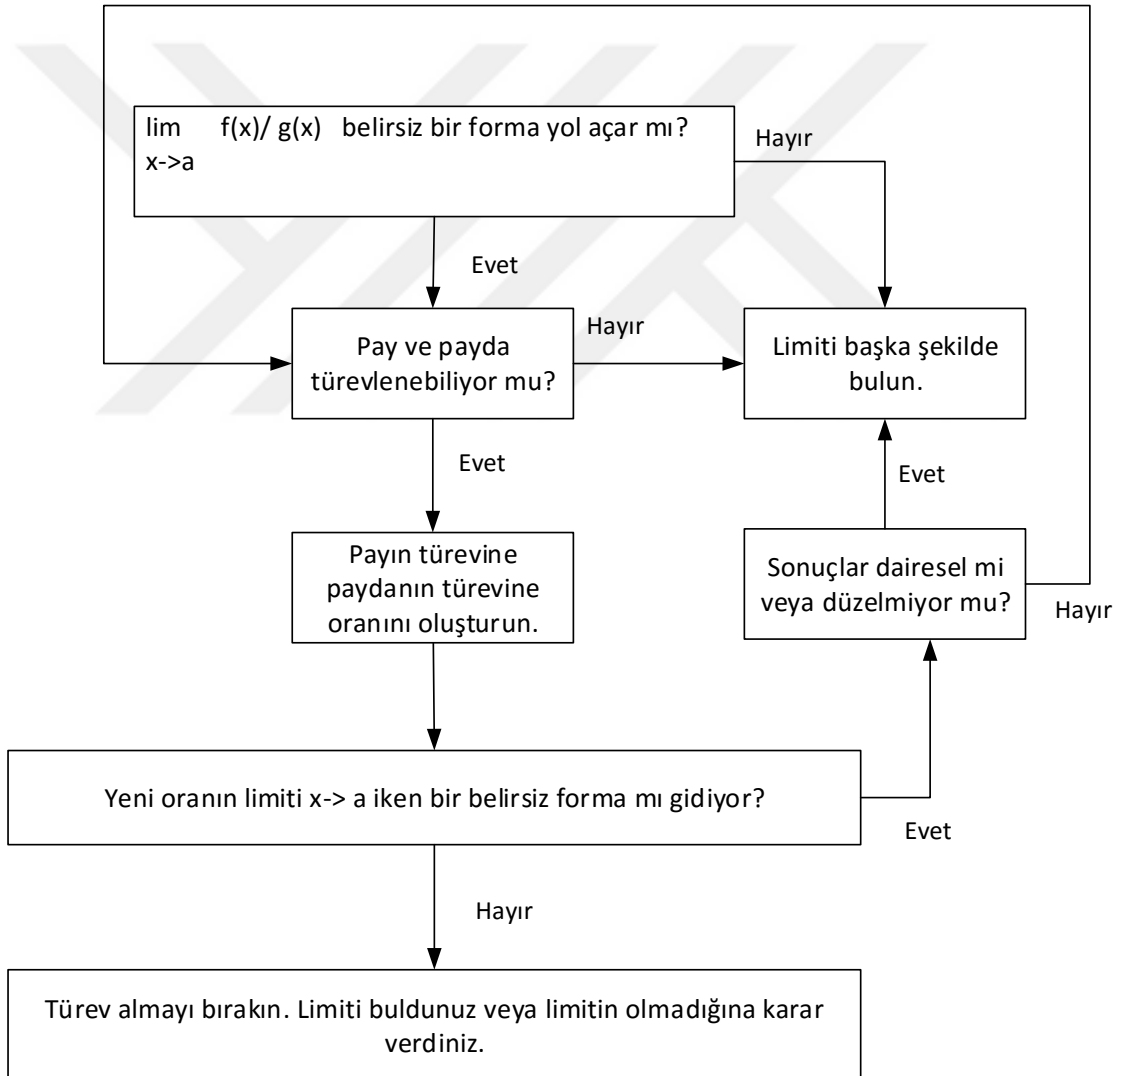 lim f(x)/ g(x) belirsiz bir forma yol açar mı?
x->a
Hayır
Evet
Pay ve payda
türevlenebiliyor mu?
Hayır
Limiti başka şekilde
bulun.
Evet
Evet
Payın türevine
paydanın türevine
oranını oluşturun.
Sonuçlar dairesel mi
veya düzelmiyor mu?
Hayır
Yeni oranın limiti x-> a iken bir belirsiz forma mı gidiyor?
Evet
Hayır
Türev almayı bırakın. Limiti buldunuz veya limitin olmadığına karar
verdiniz.